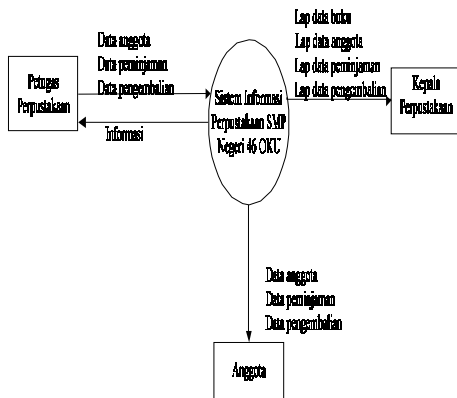 Data anggota
Data peminjaman
Data pengembalian
Lap data buku
Lap data anggota
Lap data peminjaman
Lap data pengembalian
Petugas
Perpustakaan
Sistem Informasi
Perpustakaan SMP
Negeri 46 OKU
Kepala
Perpustakaan
Informasi
Data anggota
Data peminjaman
Data pengembalian
Anggota